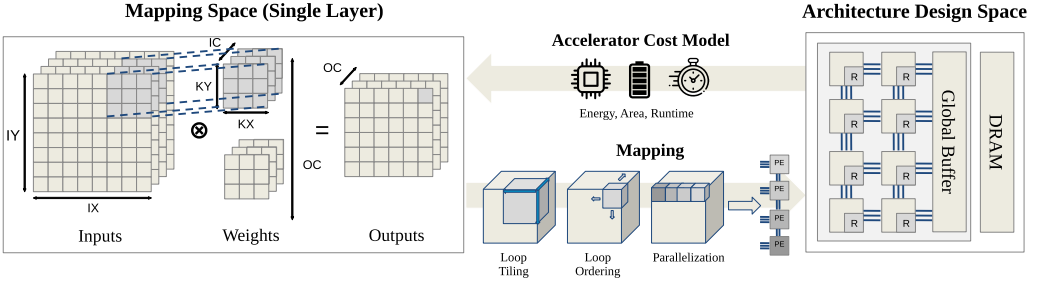 Mapping Space (Single Layer)
IC
KY
KX
OC
IY
IX
OC
=
Inputs
Weights
Outputs
Accelerator Cost Model
Energy, Area, Runtime
Mapping
Loop
Tiling
Loop
Ordering
Parallelization
PE
PE
PE
PE
Architecture Design Space
R
R
R
R
R
R
R
R
Global Buffer
DRAM